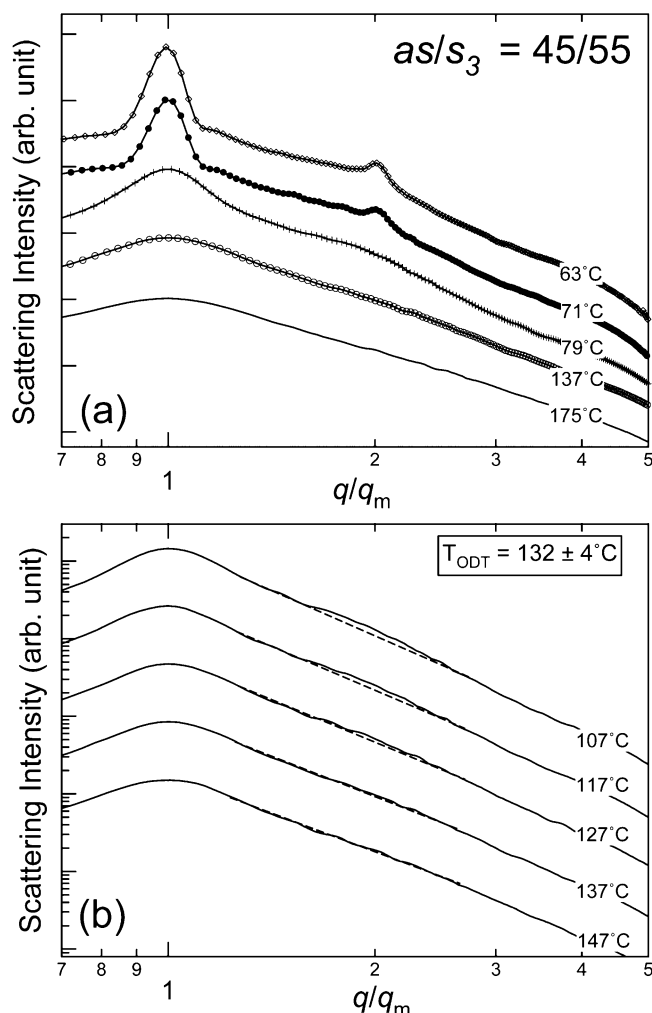 as/s₃ = 45/55
Scattering Intensity (arb. unit)
63°C
71°C
79°C
137°C
175°C
(a)
7 8 9 2 3 4 5
1
q/qₘ
T_ODT = 132 ± 4°C
Scattering Intensity (arb. unit)
107°C
117°C
127°C
137°C
147°C
(b)
7 8 9 2 3 4 5
1
q/qₘ